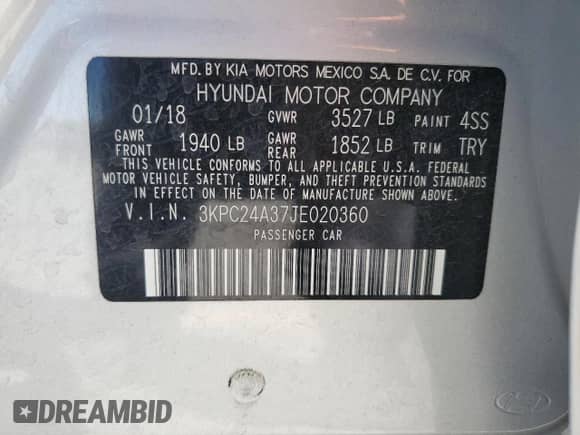 MFD. BY KIA MOTORS MEXICO S.A. DE C.V. FOR
HYUNDAI MOTOR COMPANY
01/18 GVWR 3527 LB PAINT 4SS
GAWR FRONT 1940 LB GAWR REAR 1852 LB TRIM TRY
THIS VEHICLE CONFORMS TO ALL APPLICABLE U.S.A. FEDERAL
MOTOR VEHICLE SAFETY, BUMPER, AND THEFT PREVENTION STANDARDS
IN EFFECT ON THE DATE OF MANUFACTURE SHOWN ABOVE.
V.I.N. 3KPC24A37JE020360
PASSENGER CAR
DREAMBID